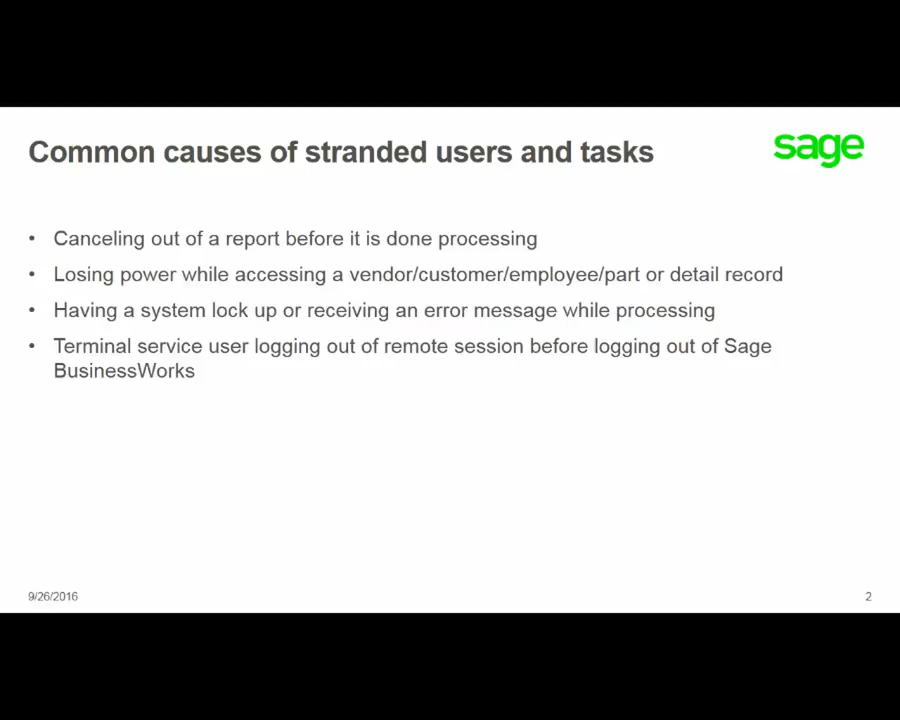 Common causes of stranded users and tasks
sage
• Canceling out of a report before it is done processing
• Losing power while accessing a vendor/customer/employee/part or detail record
• Having a system lock up or receiving an error message while processing
• Terminal service user logging out of remote session before logging out of Sage
BusinessWorks
9/26/2016
2